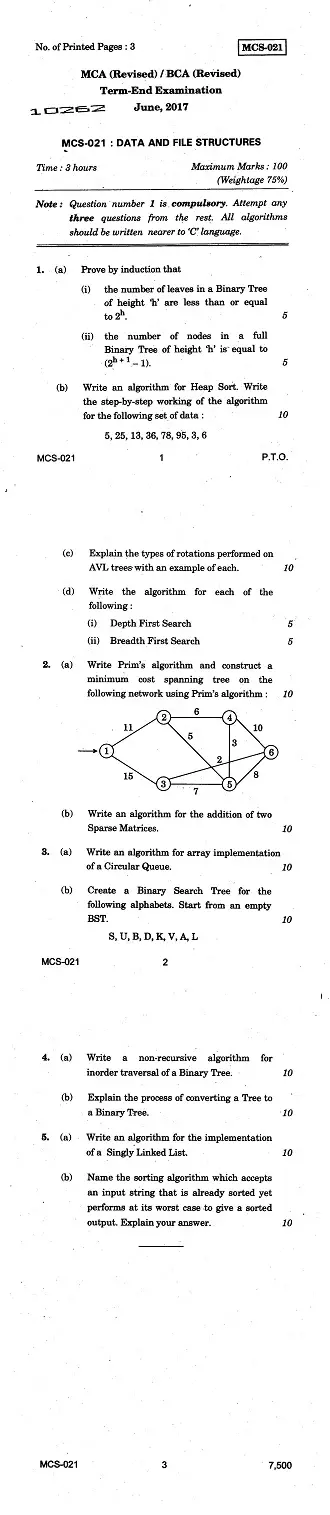 No. of Printed Pages : 3 MCS-021
MCA (Revised) / BCA (Revised)
Term-End Examination
10262 June, 2017
MCS-021 : DATA AND FILE STRUCTURES
Time : 3 hours Maximum Marks : 100
(Weightage 75%)
Note : Question number 1 is compulsory. Attempt any
three questions from the rest. All algorithms
should be written nearer to 'C' language.
1. (a) Prove by induction that
(i) the number of leaves in a Binary Tree
of height 'h' are less than or equal
to 2^h. 5
(ii) the number of nodes in a full
Binary Tree of height 'h' is equal to
(2^h + 1 – 1). 5
(b) Write an algorithm for Heap Sort. Write
the step-by-step working of the algorithm
for the following set of data : 10
5, 25, 13, 36, 78, 95, 3, 6
MCS-021 1 P.T.O.
(c) Explain the types of rotations performed on
AVL trees with an example of each. 10
(d) Write the algorithm for each of the
following :
(i) Depth First Search 5
(ii) Breadth First Search 5
2. (a) Write Prim's algorithm and construct a
minimum cost spanning tree on the
following network using Prim's algorithm : 10
6
2 4
11 10
5
3
1 2 6
15 8
3 5
7
(b) Write an algorithm for the addition of two
Sparse Matrices. 10
3. (a) Write an algorithm for array implementation
of a Circular Queue. 10
(b) Create a Binary Search Tree for the
following alphabets. Start from an empty
BST. 10
S, U, B, D, K, V, A, L
MCS-021 2
4. (a) Write a non-recursive algorithm for
inorder traversal of a Binary Tree. 10
(b) Explain the process of converting a Tree to
a Binary Tree. 10
5. (a) Write an algorithm for the implementation
of a Singly Linked List. 10
(b) Name the sorting algorithm which accepts
an input string that is already sorted yet
performs at its worst case to give a sorted
output. Explain your answer. 10
MCS-021 3 7,500